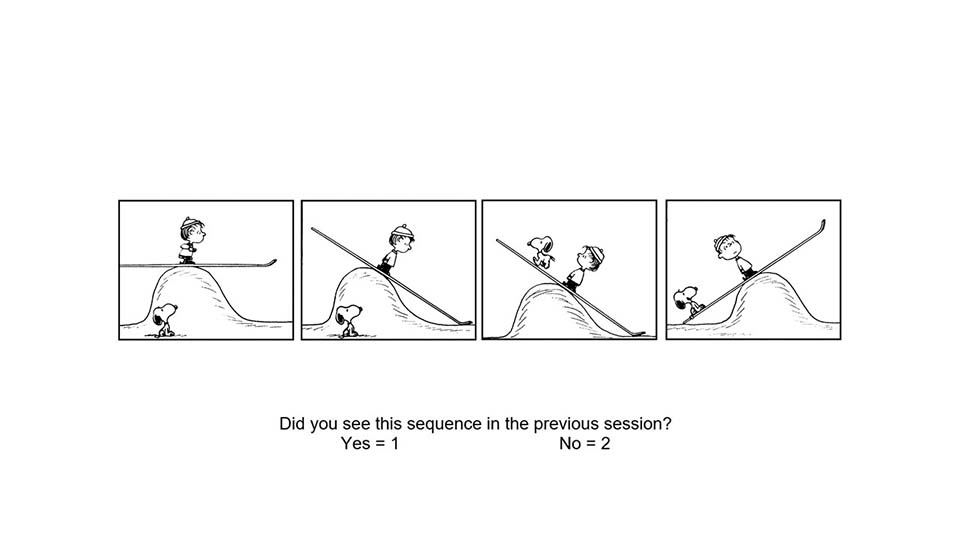 Did you see this sequence in the previous session?
Yes = 1 No = 2